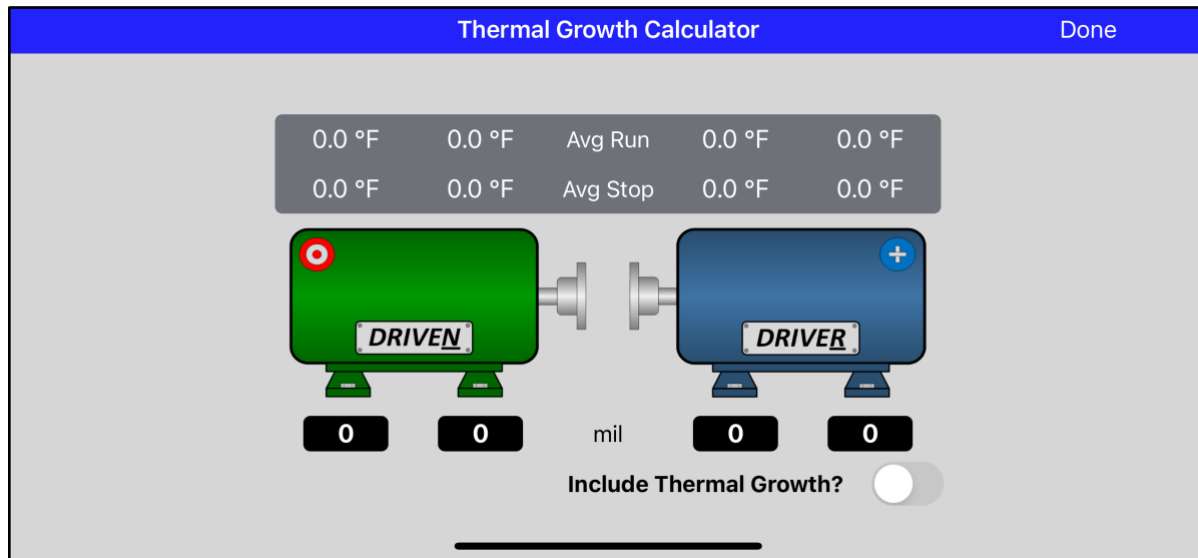 Thermal Growth Calculator Done
0.0 °F 0.0 °F Avg Run 0.0 °F 0.0 °F
0.0 °F 0.0 °F Avg Stop 0.0 °F 0.0 °F
DRIVEN DRIVER
0 0 mil 0 0
Include Thermal Growth?